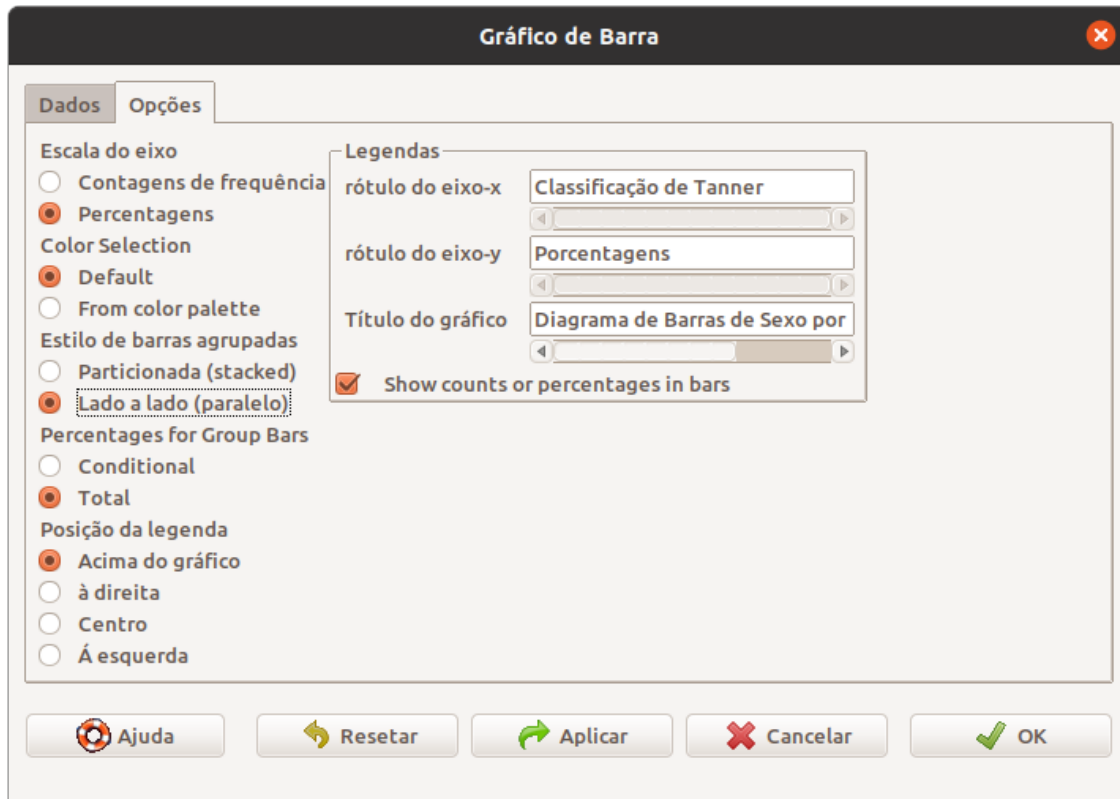 Gráfico de Barra
Dados
Opções
Escala do eixo
Contagens de frequência
Percentagens
Color Selection
Default
From color palette
Estilo de barras agrupadas
Particionada (stacked)
Lado a lado (paralelo)
Percentages for Group Bars
Conditional
Total
Posição da legenda
Acima do gráfico
à direita
Centro
Á esquerda
Legendas
rótulo do eixo-x
Classificação de Tanner
rótulo do eixo-y
Porcentagens
Título do gráfico
Diagrama de Barras de Sexo por
Show counts or percentages in bars
Ajuda
Resetar
Aplicar
Cancelar
OK